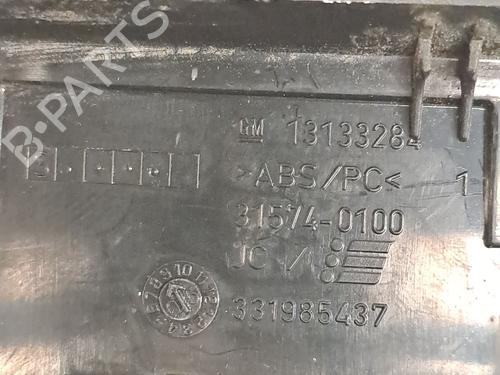 B-PARTS
GM 13133284
>ABS/PC< 1
31574-0100
JC
331985437